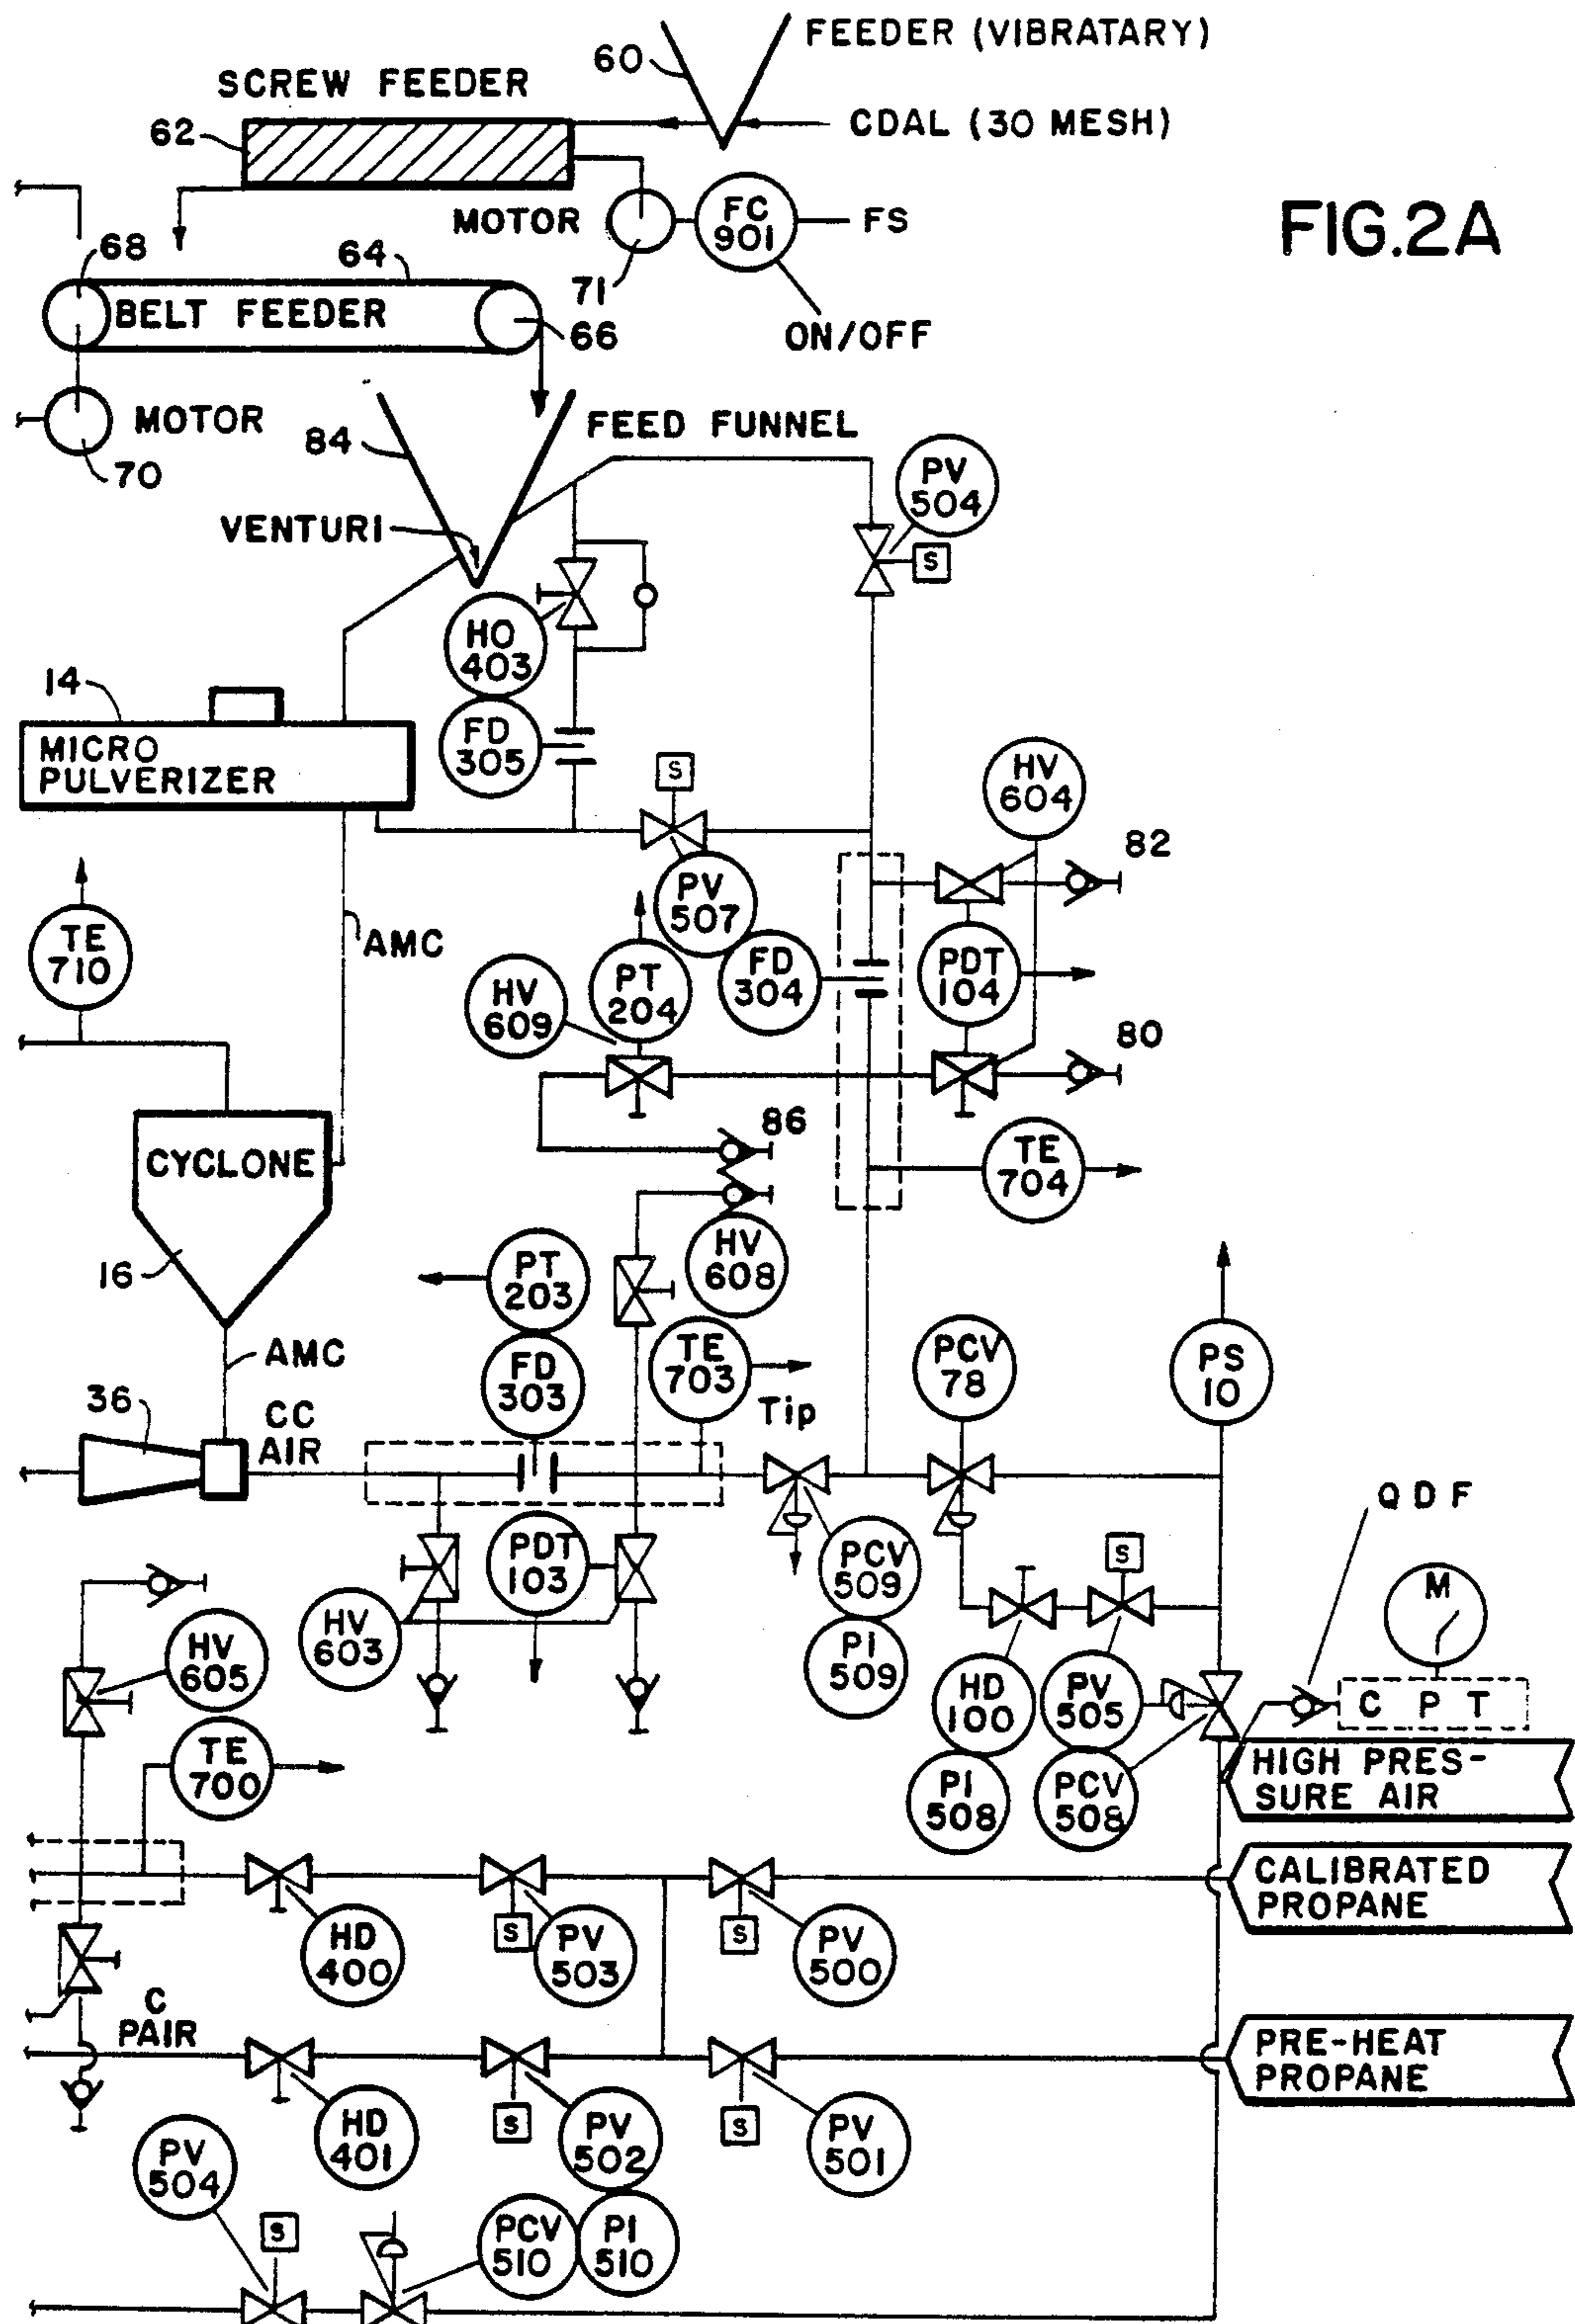 FEEDER (VIBRATARY)
60
SCREW FEEDER
CDAL (30 MESH)
62
MOTOR
FC
901
FS
FIG.2A
68
64
71
BELT FEEDER
66
ON/OFF
MOTOR
84
FEED FUNNEL
70
PV
504
VENTURI
S
HO
403
14
FD
305
MICRO
PULVERIZER
S
HV
604
82
PV
507
AMC
TE
710
FD
304
PDT
104
PT
204
HV
609
80
86
CYCLONE
TE
704
HV
608
16
PT
203
TE
703
PCV
78
PS
10
AMC
FD
303
Tip
36
CC
AIR
QDF
PDT
103
PCV
509
S
M
HV
603
PI
509
HV
605
HD
100
PV
505
C P T
TE
700
PI
508
PCV
508
HIGH PRES-
SURE AIR
CALIBRATED
PROPANE
HD
400
S
PV
503
S
PV
500
C
PAIR
PRE-HEAT
PROPANE
HD
401
S
PV
502
S
PV
501
PV
504
S
PCV
510
PI
510